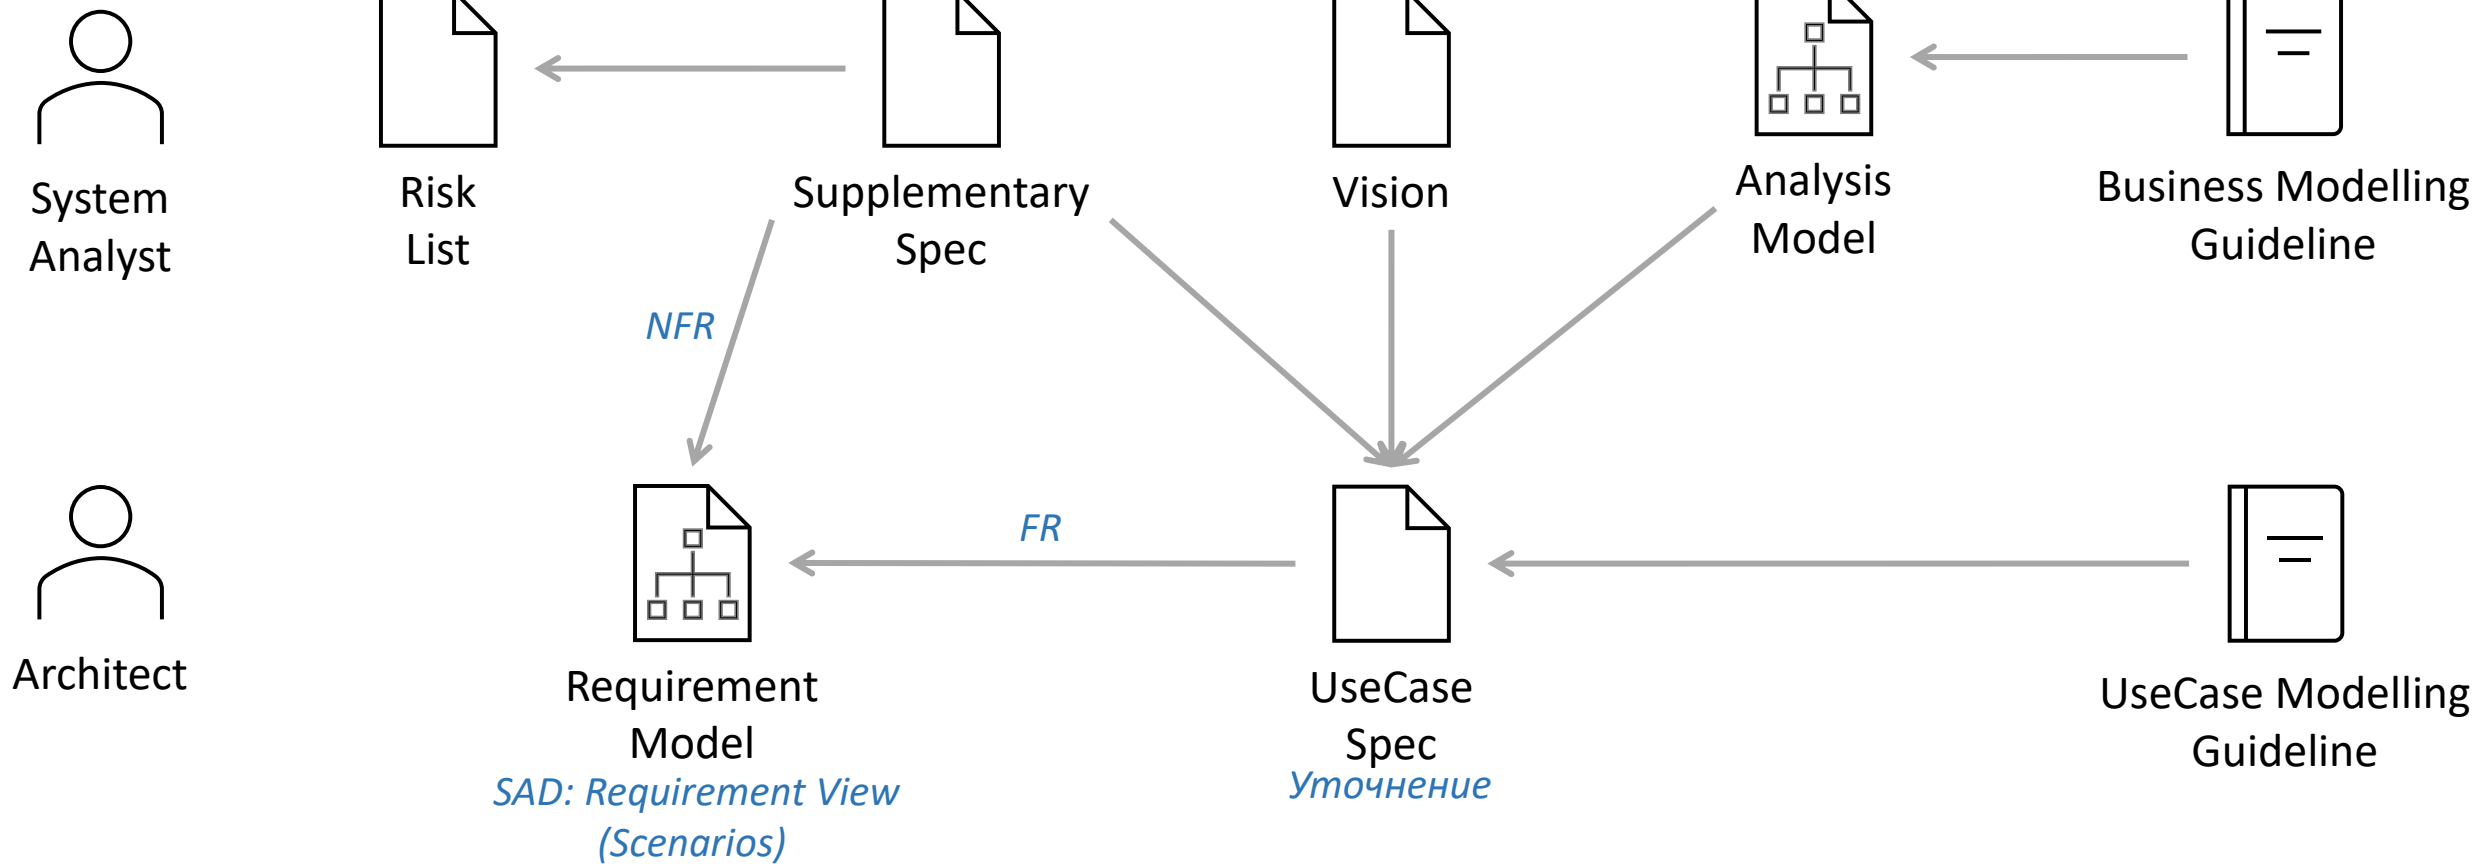 System
Analyst
Risk
List
Supplementary
Spec
Vision
Analysis
Model
Business Modelling
Guideline
NFR
FR
Architect
Requirement
Model
SAD: Requirement View
(Scenarios)
UseCase
Spec
Уточнение
UseCase Modelling
Guideline